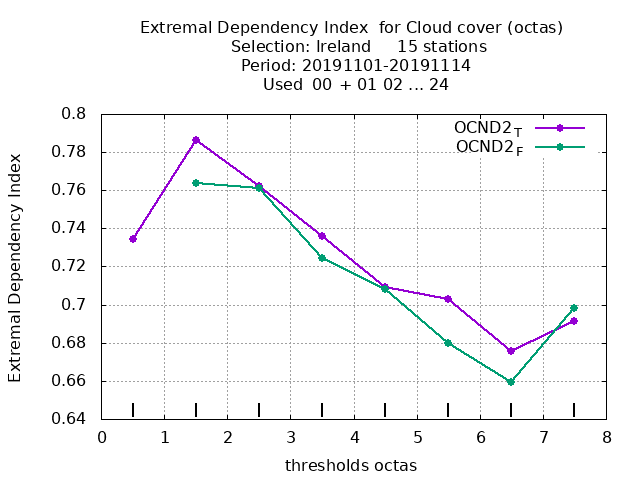 Extremal Dependency Index  for Cloud cover (octas)
Selection: Ireland     15 stations
Period: 20191101-20191114
Used  00 + 01 02 ... 24
OCND2T
OCND2F
Extremal Dependency Index
0.8
0.78
0.76
0.74
0.72
0.7
0.68
0.66
0.64
0 1 2 3 4 5 6 7 8
thresholds octas